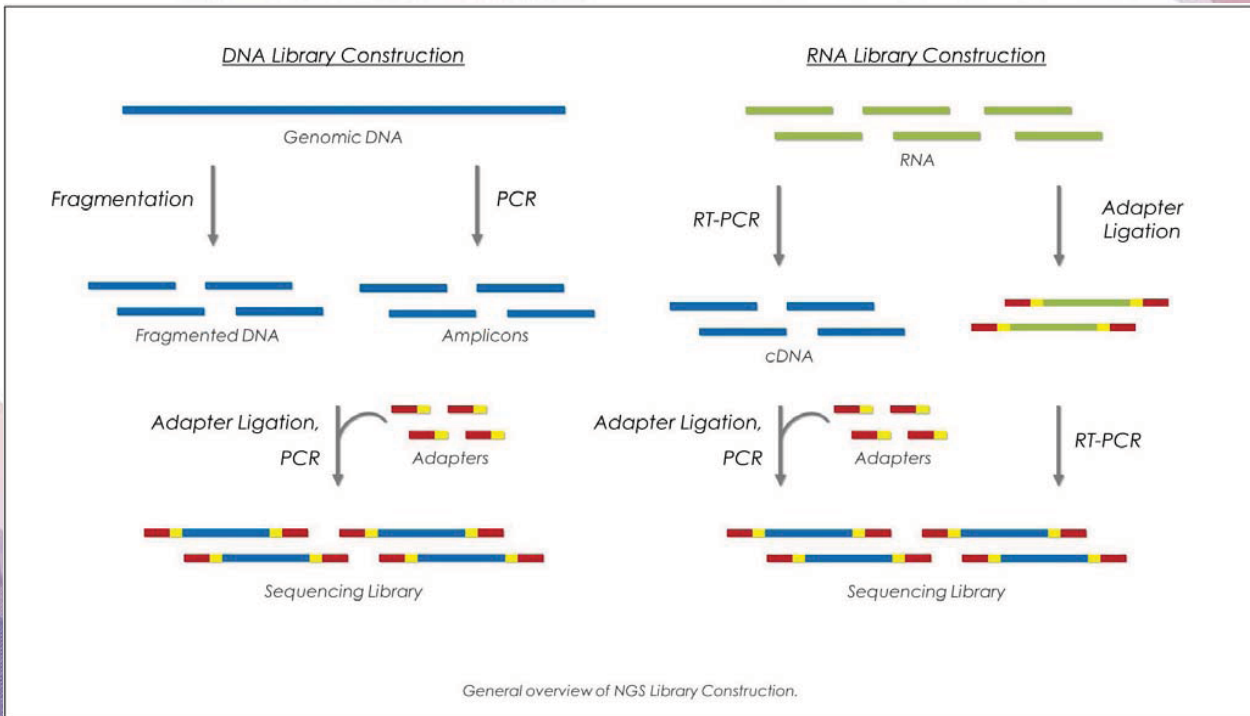 DNA Library Construction
Genomic DNA
Fragmentation
PCR
Fragmented DNA
Amplicons
Adapter Ligation,
PCR
Adapters
Sequencing Library
RNA Library Construction
RNA
RT-PCR
Adapter
Ligation
cDNA
Adapter Ligation,
PCR
Adapters
RT-PCR
Sequencing Library
General overview of NGS Library Construction.